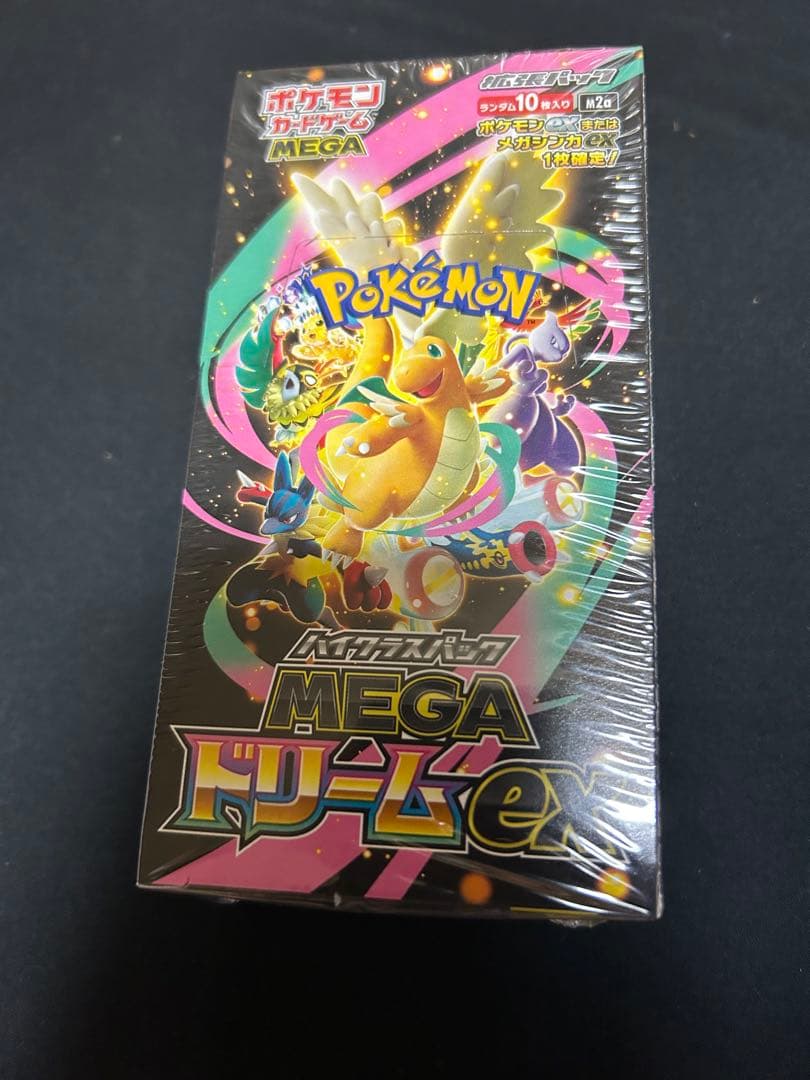 ポケモン
カードゲーム
MEGA
拡張パック
ランダム10枚入り M2a
ポケモンexまたは
メガシンカex
1枚確定!
POKÉMON
TM
ハイクラスパック
MEGA
ドリームex